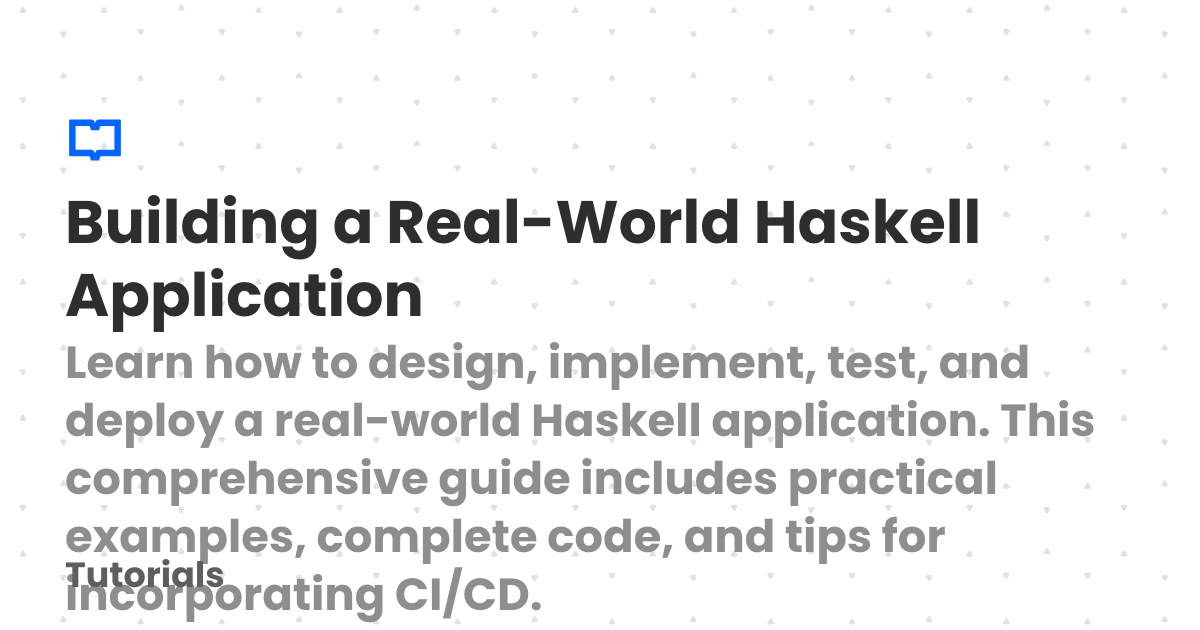 Building a Real-World Haskell
Application
Learn how to design, implement, test, and
deploy a real-world Haskell application. This
comprehensive guide includes practical
examples, complete code, and tips for
Tutorials
incorporating CI/CD.